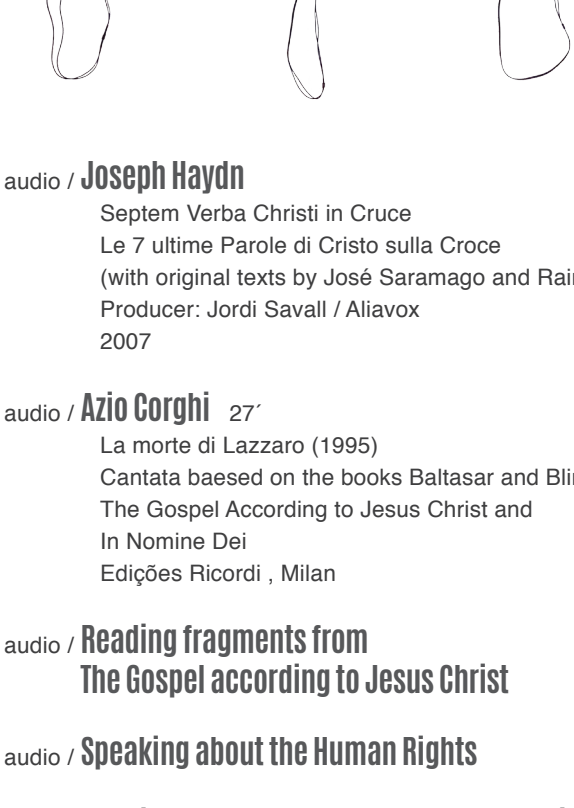 audio / Joseph Haydn
Septem Verba Christi in Cruce
Le 7 ultime Parole di Cristo sulla Croce
(with original texts by José Saramago and
Producer: Jordi Savall / Aliavox
2007
audio / Azio Corghi 27´
La morte di Lazzaro (1995)
Cantata baesed on the books Baltasar and
The Gospel According to Jesus Christ and
In Nomine Dei
Edições Ricordi , Milan
audio / Reading fragments from
The Gospel according to Jesus Christ
audio / Speaking about the Human Rights